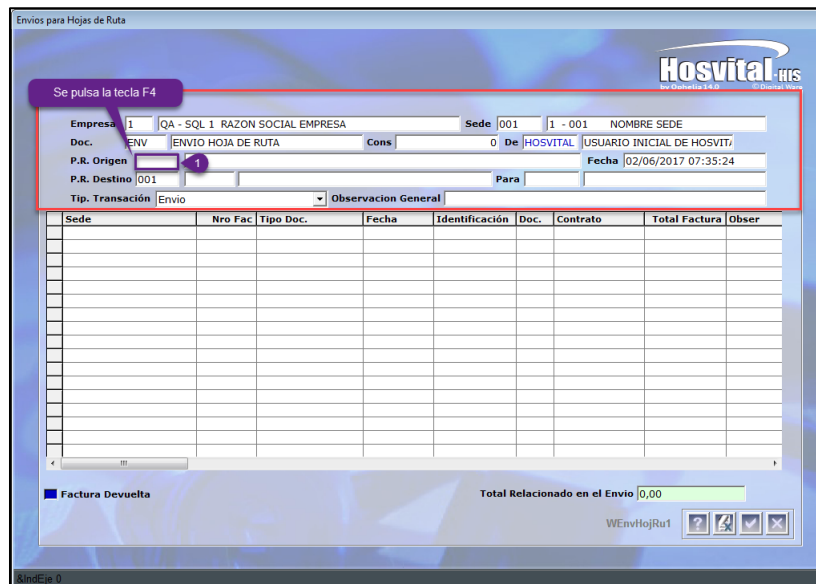 Envios para Hojas de Ruta
Hosvital-HIS
by Ophelia 14.0 © Digital Ware
Se pulsa la tecla F4
Empresa 1 QA - SQL 1 RAZON SOCIAL EMPRESA Sede 001 1 - 001 NOMBRE SEDE
Doc. ENV ENVIO HOJA DE RUTA Cons 0 De HOSVITAL USUARIO INICIAL DE HOSVIT
P.R. Origen 1 Fecha 02/06/2017 07:35:24
P.R. Destino 001 Para
Tip. Transación Envio Observacion General
Sede Nro Fac Tipo Doc. Fecha Identificación Doc. Contrato Total Factura Obser
Factura Devuelta Total Relacionado en el Envio 0,00
WEnvHojRu1 ?
&IndEje 0